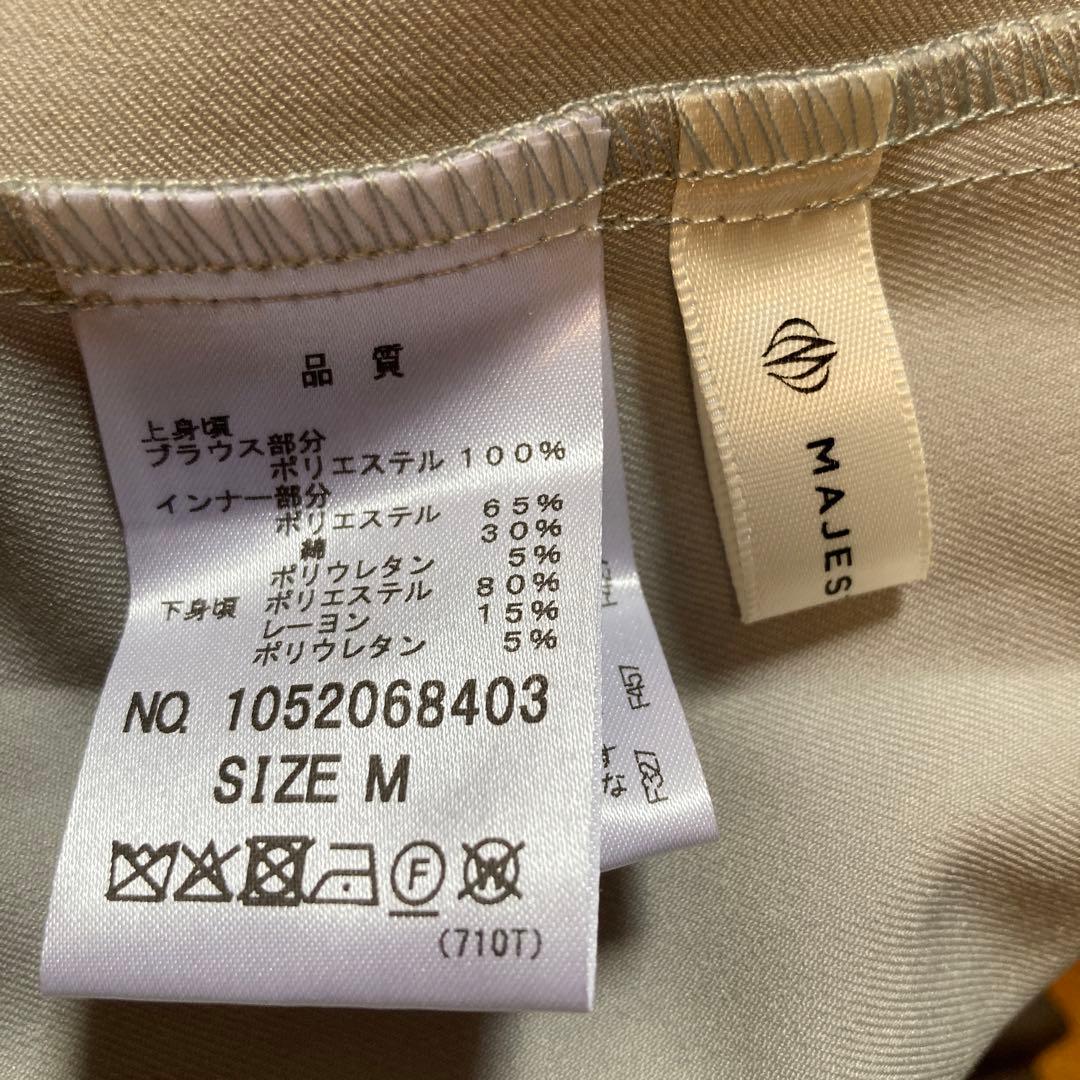 品質
上身頃
ブラウス部分
ポリエステル 100%
インナー部分
ポリエステル 65%
綿 30%
ポリウレタン 5%
下身頃 ポリエステル 80%
レーヨン 15%
ポリウレタン 5%
NO. 1052068403
SIZE M
F
W
(710T)
M
MAJES